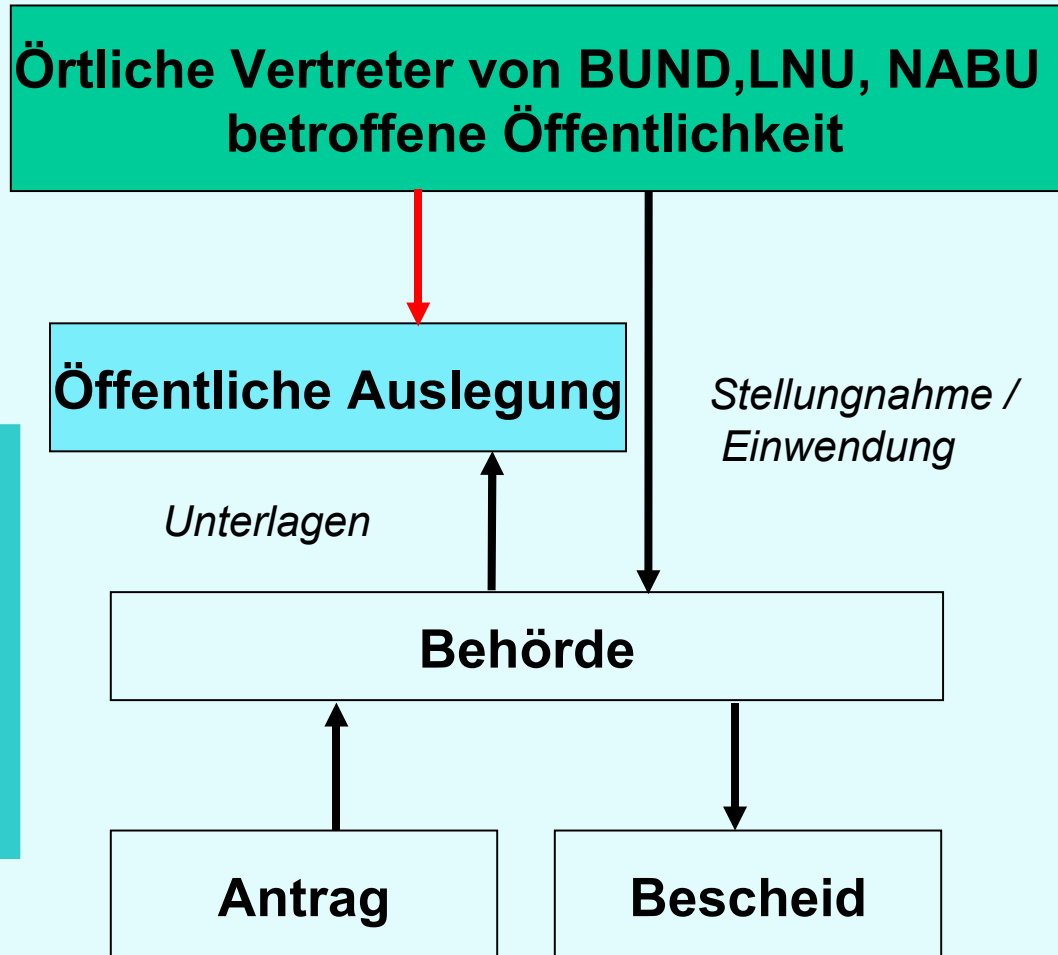 Örtliche Vertreter von BUND,LNU, NABU
betroffene Öffentlichkeit
Öffentliche Auslegung
Stellungnahme /
Einwendung
Unterlagen
Behörde
Antrag
Bescheid